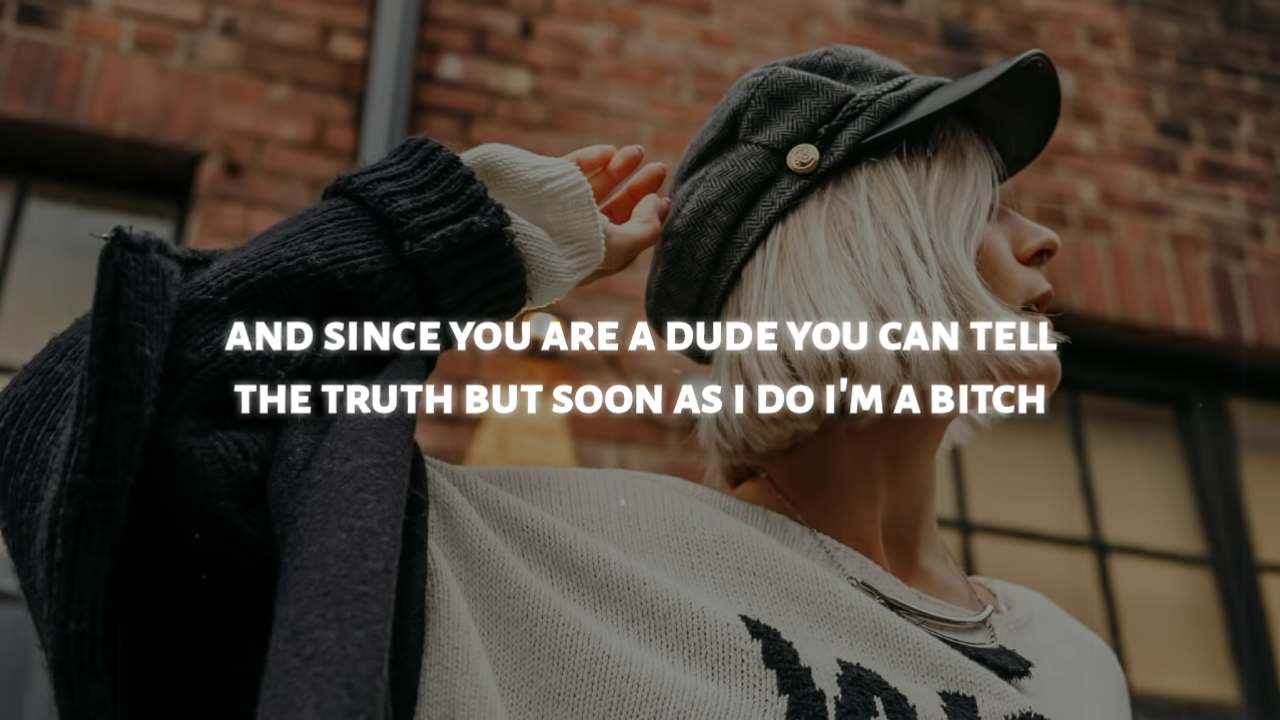 AND SINCE YOU ARE A DUDE YOU CAN TELL
THE TRUTH BUT SOON AS I DO I'M A BITCH